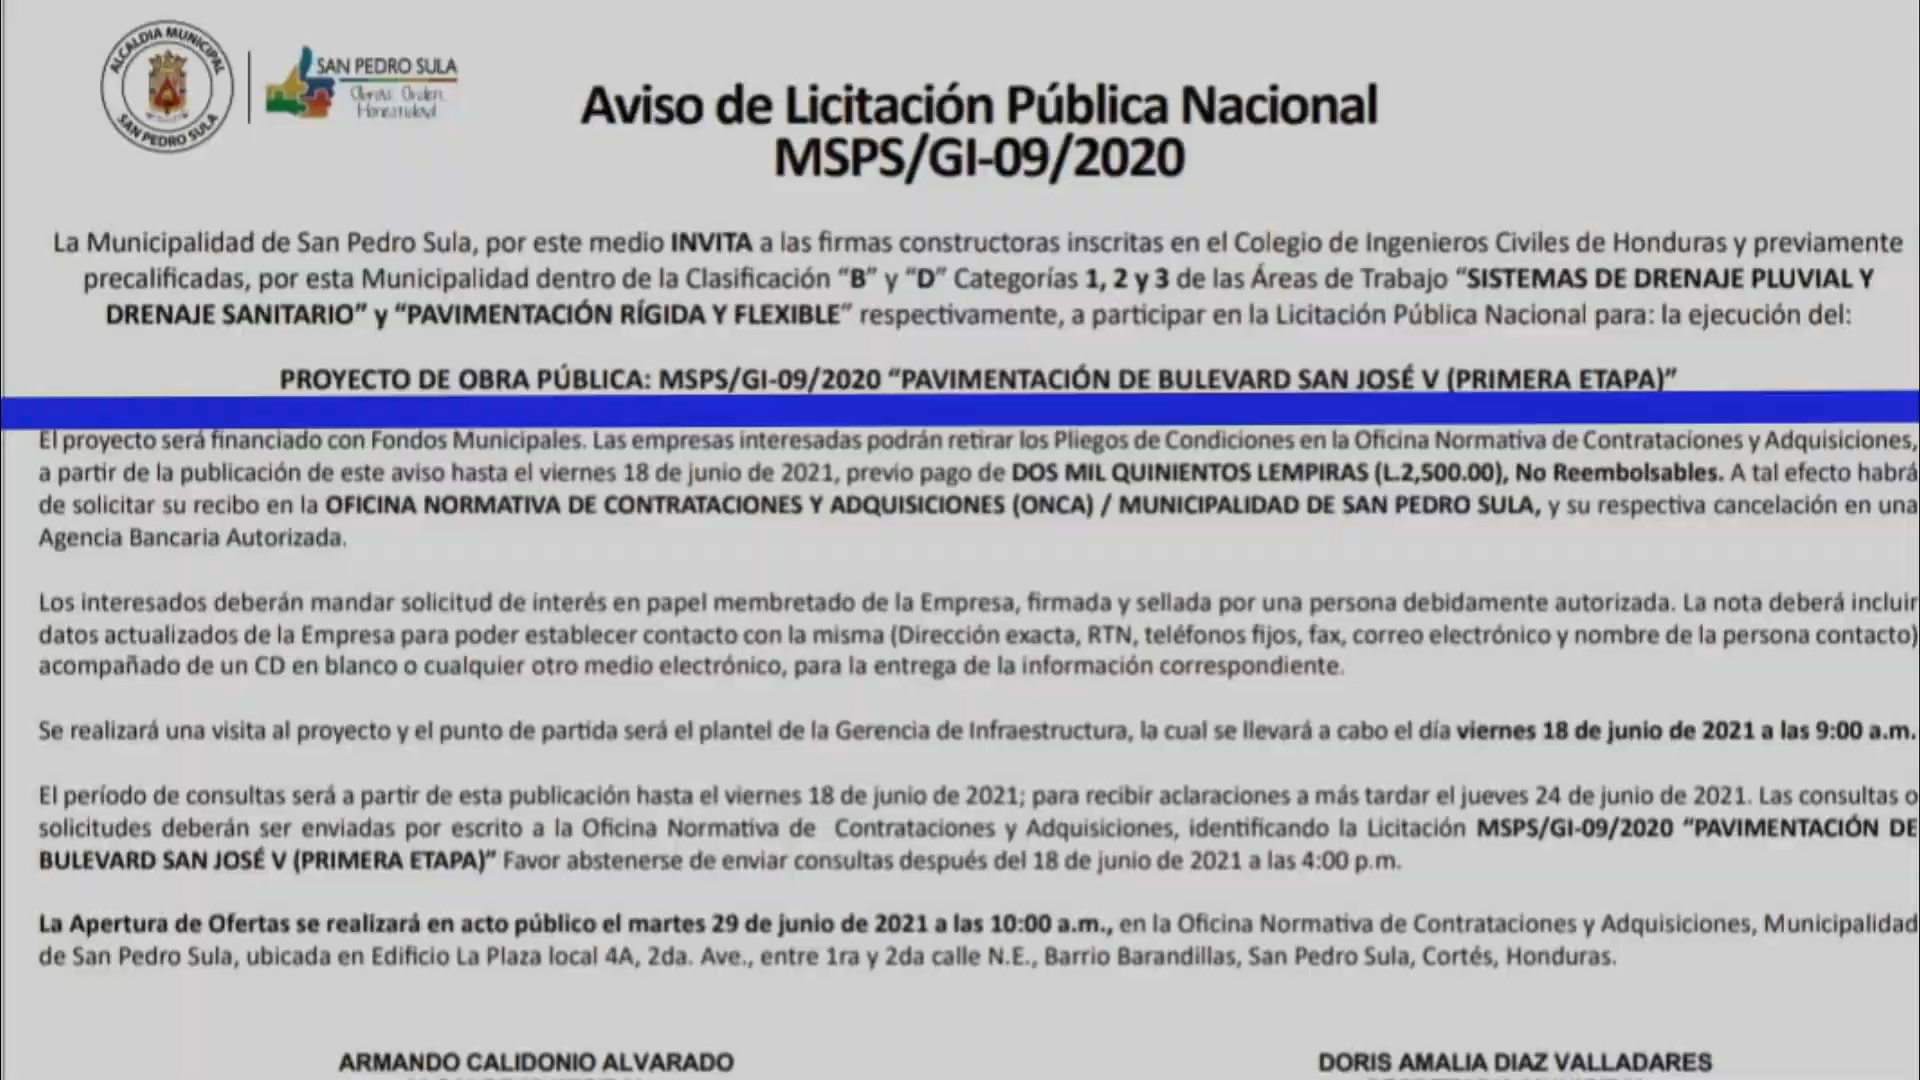 ALCALDIA MUNICIPAL
SAN PEDRO SULA
SAN PEDRO SULA
Obras, Orden,
Honestidad
Aviso de Licitación Pública Nacional
MSPS/GI-09/2020
La Municipalidad de San Pedro Sula, por este medio INVITA a las firmas constructoras inscritas en el Colegio de Ingenieros Civiles de Honduras y previamente
precalificadas, por esta Municipalidad dentro de la Clasificación “B” y “D” Categorías 1, 2 y 3 de las Áreas de Trabajo “SISTEMAS DE DRENAJE PLUVIAL Y
DRENAJE SANITARIO” y “PAVIMENTACIÓN RÍGIDA Y FLEXIBLE” respectivamente, a participar en la Licitación Pública Nacional para: la ejecución del:
PROYECTO DE OBRA PÚBLICA: MSPS/GI-09/2020 “PAVIMENTACIÓN DE BULEVARD SAN JOSÉ V (PRIMERA ETAPA)”
El proyecto será financiado con Fondos Municipales. Las empresas interesadas podrán retirar los Pliegos de Condiciones en la Oficina Normativa de Contrataciones y Adquisiciones,
a partir de la publicación de este aviso hasta el viernes 18 de junio de 2021, previo pago de DOS MIL QUINIENTOS LEMPIRAS (L.2,500.00), No Reembolsables. A tal efecto habrá
de solicitar su recibo en la OFICINA NORMATIVA DE CONTRATACIONES Y ADQUISICIONES (ONCA) / MUNICIPALIDAD DE SAN PEDRO SULA, y su respectiva cancelación en una
Agencia Bancaria Autorizada.
Los interesados deberán mandar solicitud de interés en papel membretado de la Empresa, firmada y sellada por una persona debidamente autorizada. La nota deberá incluir
datos actualizados de la Empresa para poder establecer contacto con la misma (Dirección exacta, RTN, teléfonos fijos, fax, correo electrónico y nombre de la persona contacto)
acompañado de un CD en blanco o cualquier otro medio electrónico, para la entrega de la información correspondiente.
Se realizará una visita al proyecto y el punto de partida será el plantel de la Gerencia de Infraestructura, la cual se llevará a cabo el día viernes 18 de junio de 2021 a las 9:00 a.m.
El período de consultas será a partir de esta publicación hasta el viernes 18 de junio de 2021; para recibir aclaraciones a más tardar el jueves 24 de junio de 2021. Las consultas o
solicitudes deberán ser enviadas por escrito a la Oficina Normativa de Contrataciones y Adquisiciones, identificando la Licitación MSPS/GI-09/2020 “PAVIMENTACIÓN DE
BULEVARD SAN JOSÉ V (PRIMERA ETAPA)” Favor abstenerse de enviar consultas después del 18 de junio de 2021 a las 4:00 p.m.
La Apertura de Ofertas se realizará en acto público el martes 29 de junio de 2021 a las 10:00 a.m., en la Oficina Normativa de Contrataciones y Adquisiciones, Municipalidad
de San Pedro Sula, ubicada en Edificio La Plaza local 4A, 2da. Ave., entre 1ra y 2da calle N.E., Barrio Barandillas, San Pedro Sula, Cortés, Honduras.
ARMANDO CALIDONIO ALVARADO
DORIS AMALIA DIAZ VALLADARES